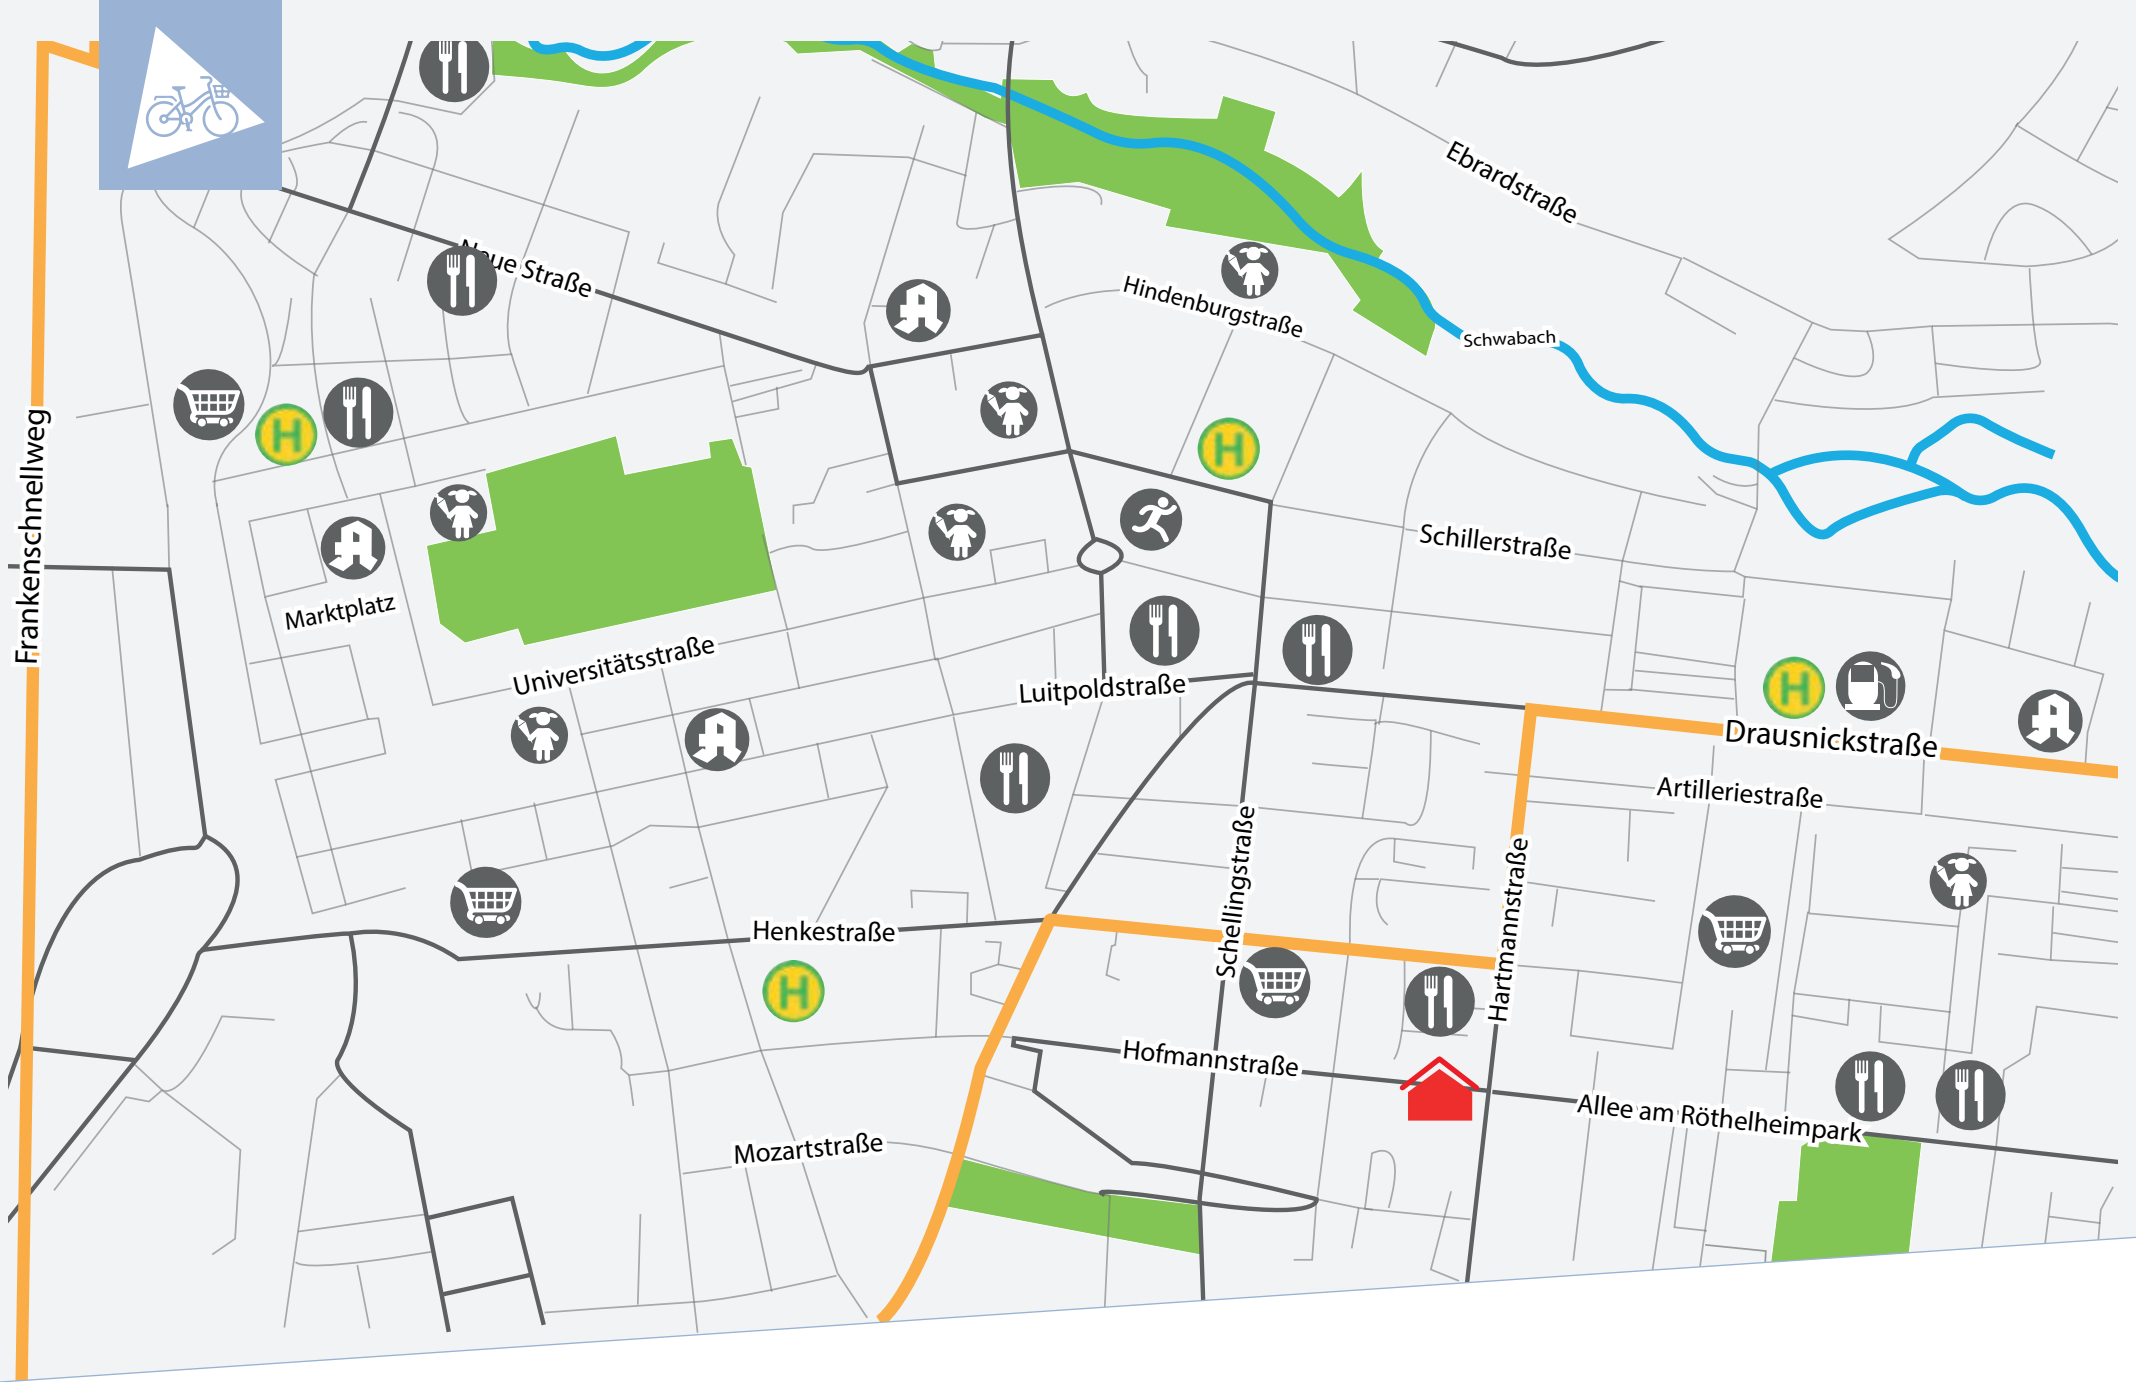 Ebrardstraße
Neue Straße
Hindenburgstraße
Schwabach
H
H
Frankenschnellweg
Schillerstraße
Marktplatz
Universitätsstraße
Luitpoldstraße
H
Drausnickstraße
Artilleriestraße
Schellingstraße
Hartmannstraße
Henkestraße
H
Hofmannstraße
Allee am Röthelheimpark
Mozartstraße